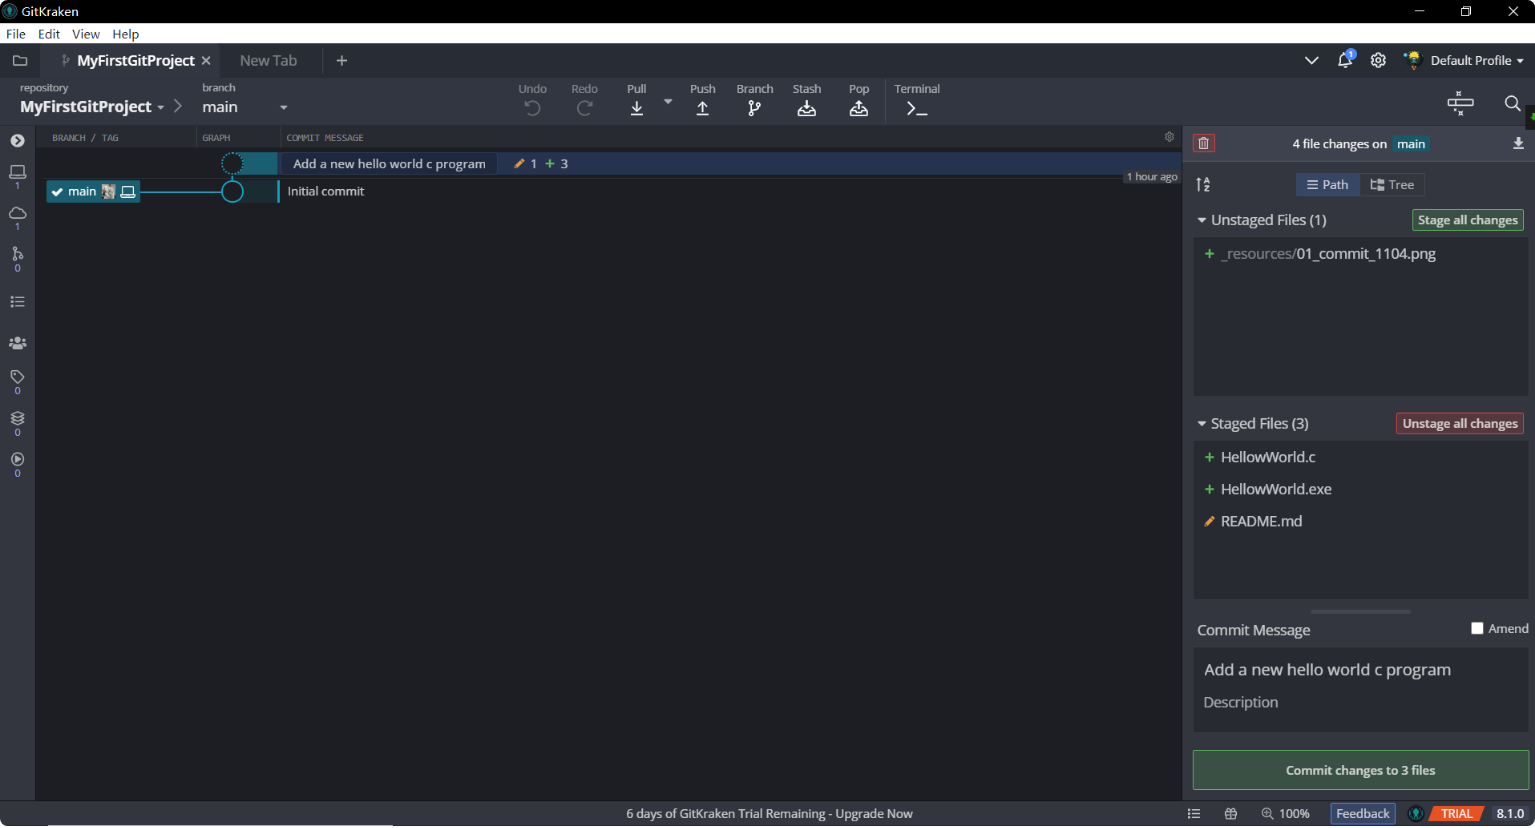 GitKraken
File Edit View Help
MyFirstGitProject New Tab
1
Default Profile
repository
MyFirstGitProject
branch
main
Undo Redo Pull Push Branch Stash Pop Terminal
BRANCH / TAG GRAPH COMMIT MESSAGE
Add a new hello world c program 1 + 3
1 hour ago
main Initial commit
1
1
0
0
0
0
4 file changes on main
Path Tree
Unstaged Files (1) Stage all changes
+ _resources/01_commit_1104.png
Staged Files (3) Unstage all changes
+ HellowWorld.c
+ HellowWorld.exe
README.md
Commit Message Amend
Add a new hello world c program
Description
Commit changes to 3 files
6 days of GitKraken Trial Remaining - Upgrade Now
100% Feedback TRIAL 8.1.0